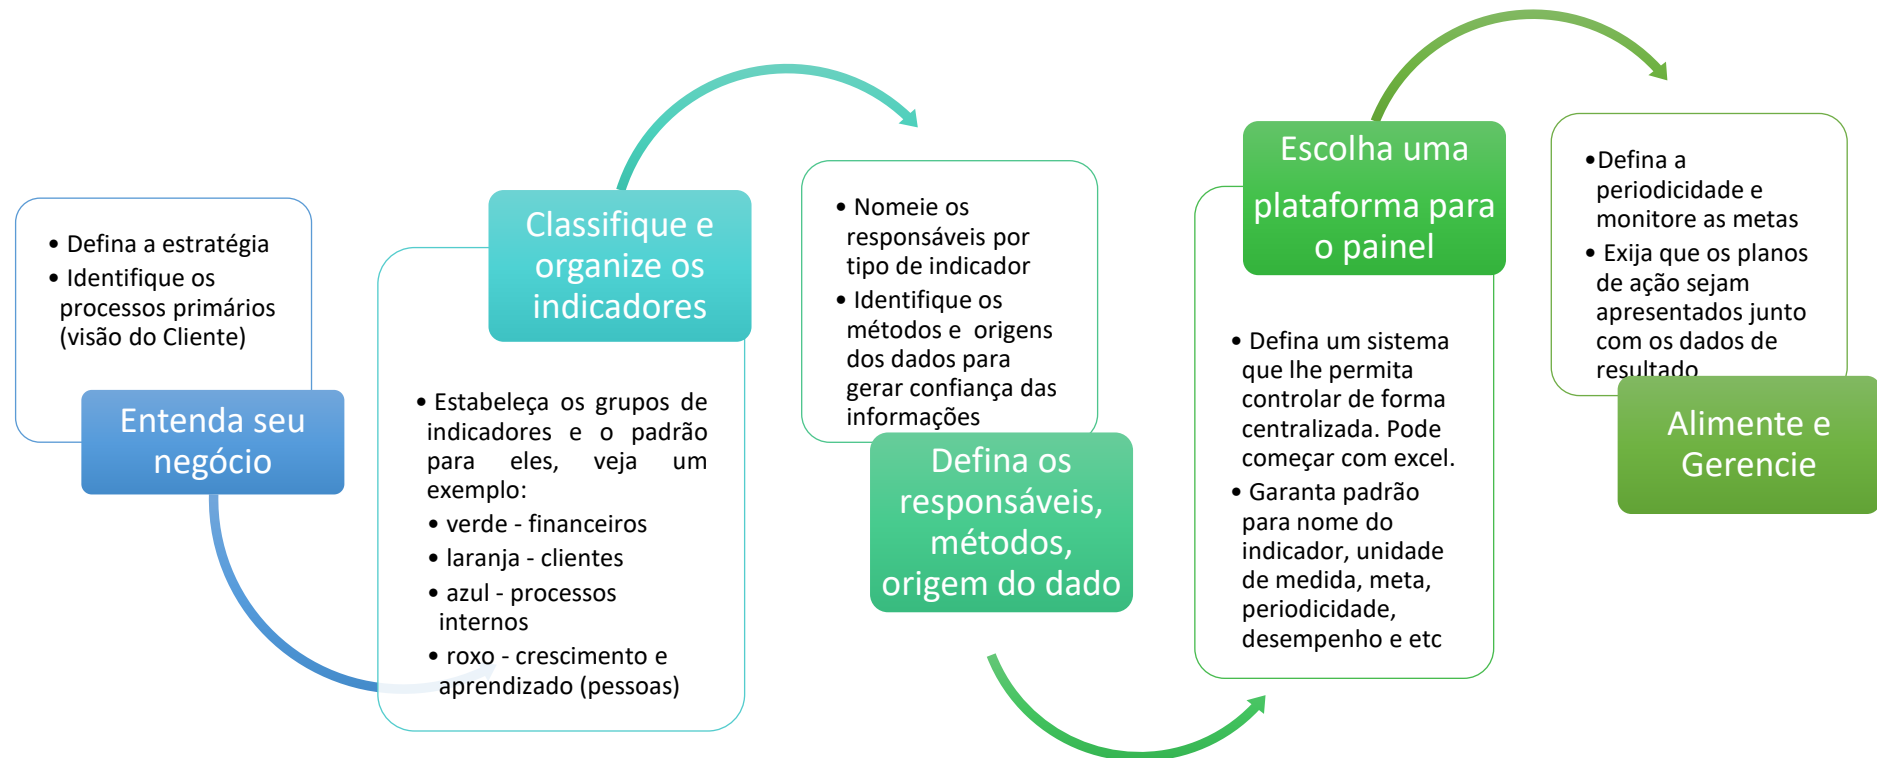 • Defina a estratégia
• Identifique os
processos primários
(visão do Cliente)
Entenda seu
negócio
Classifique e
organize os
indicadores
• Estabeleça os grupos de
indicadores e o padrão
para eles, veja um
exemplo:
• verde - financeiros
• laranja - clientes
• azul - processos
internos
• roxo - crescimento e
aprendizado (pessoas)
• Nomeie os
responsáveis por
tipo de indicador
• Identifique os
métodos e origens
dos dados para
gerar confiança das
informações
Defina os
responsáveis,
métodos,
origem do dado
Escolha uma
plataforma para
o painel
• Defina um sistema
que lhe permita
controlar de forma
centralizada. Pode
começar com excel.
• Garanta padrão
para nome do
indicador, unidade
de medida, meta,
periodicidade,
desempenho e etc
•Defina a
periodicidade e
monitore as metas
• Exija que os planos
de ação sejam
apresentados junto
com os dados de
resultado
Alimente e
Gerencie